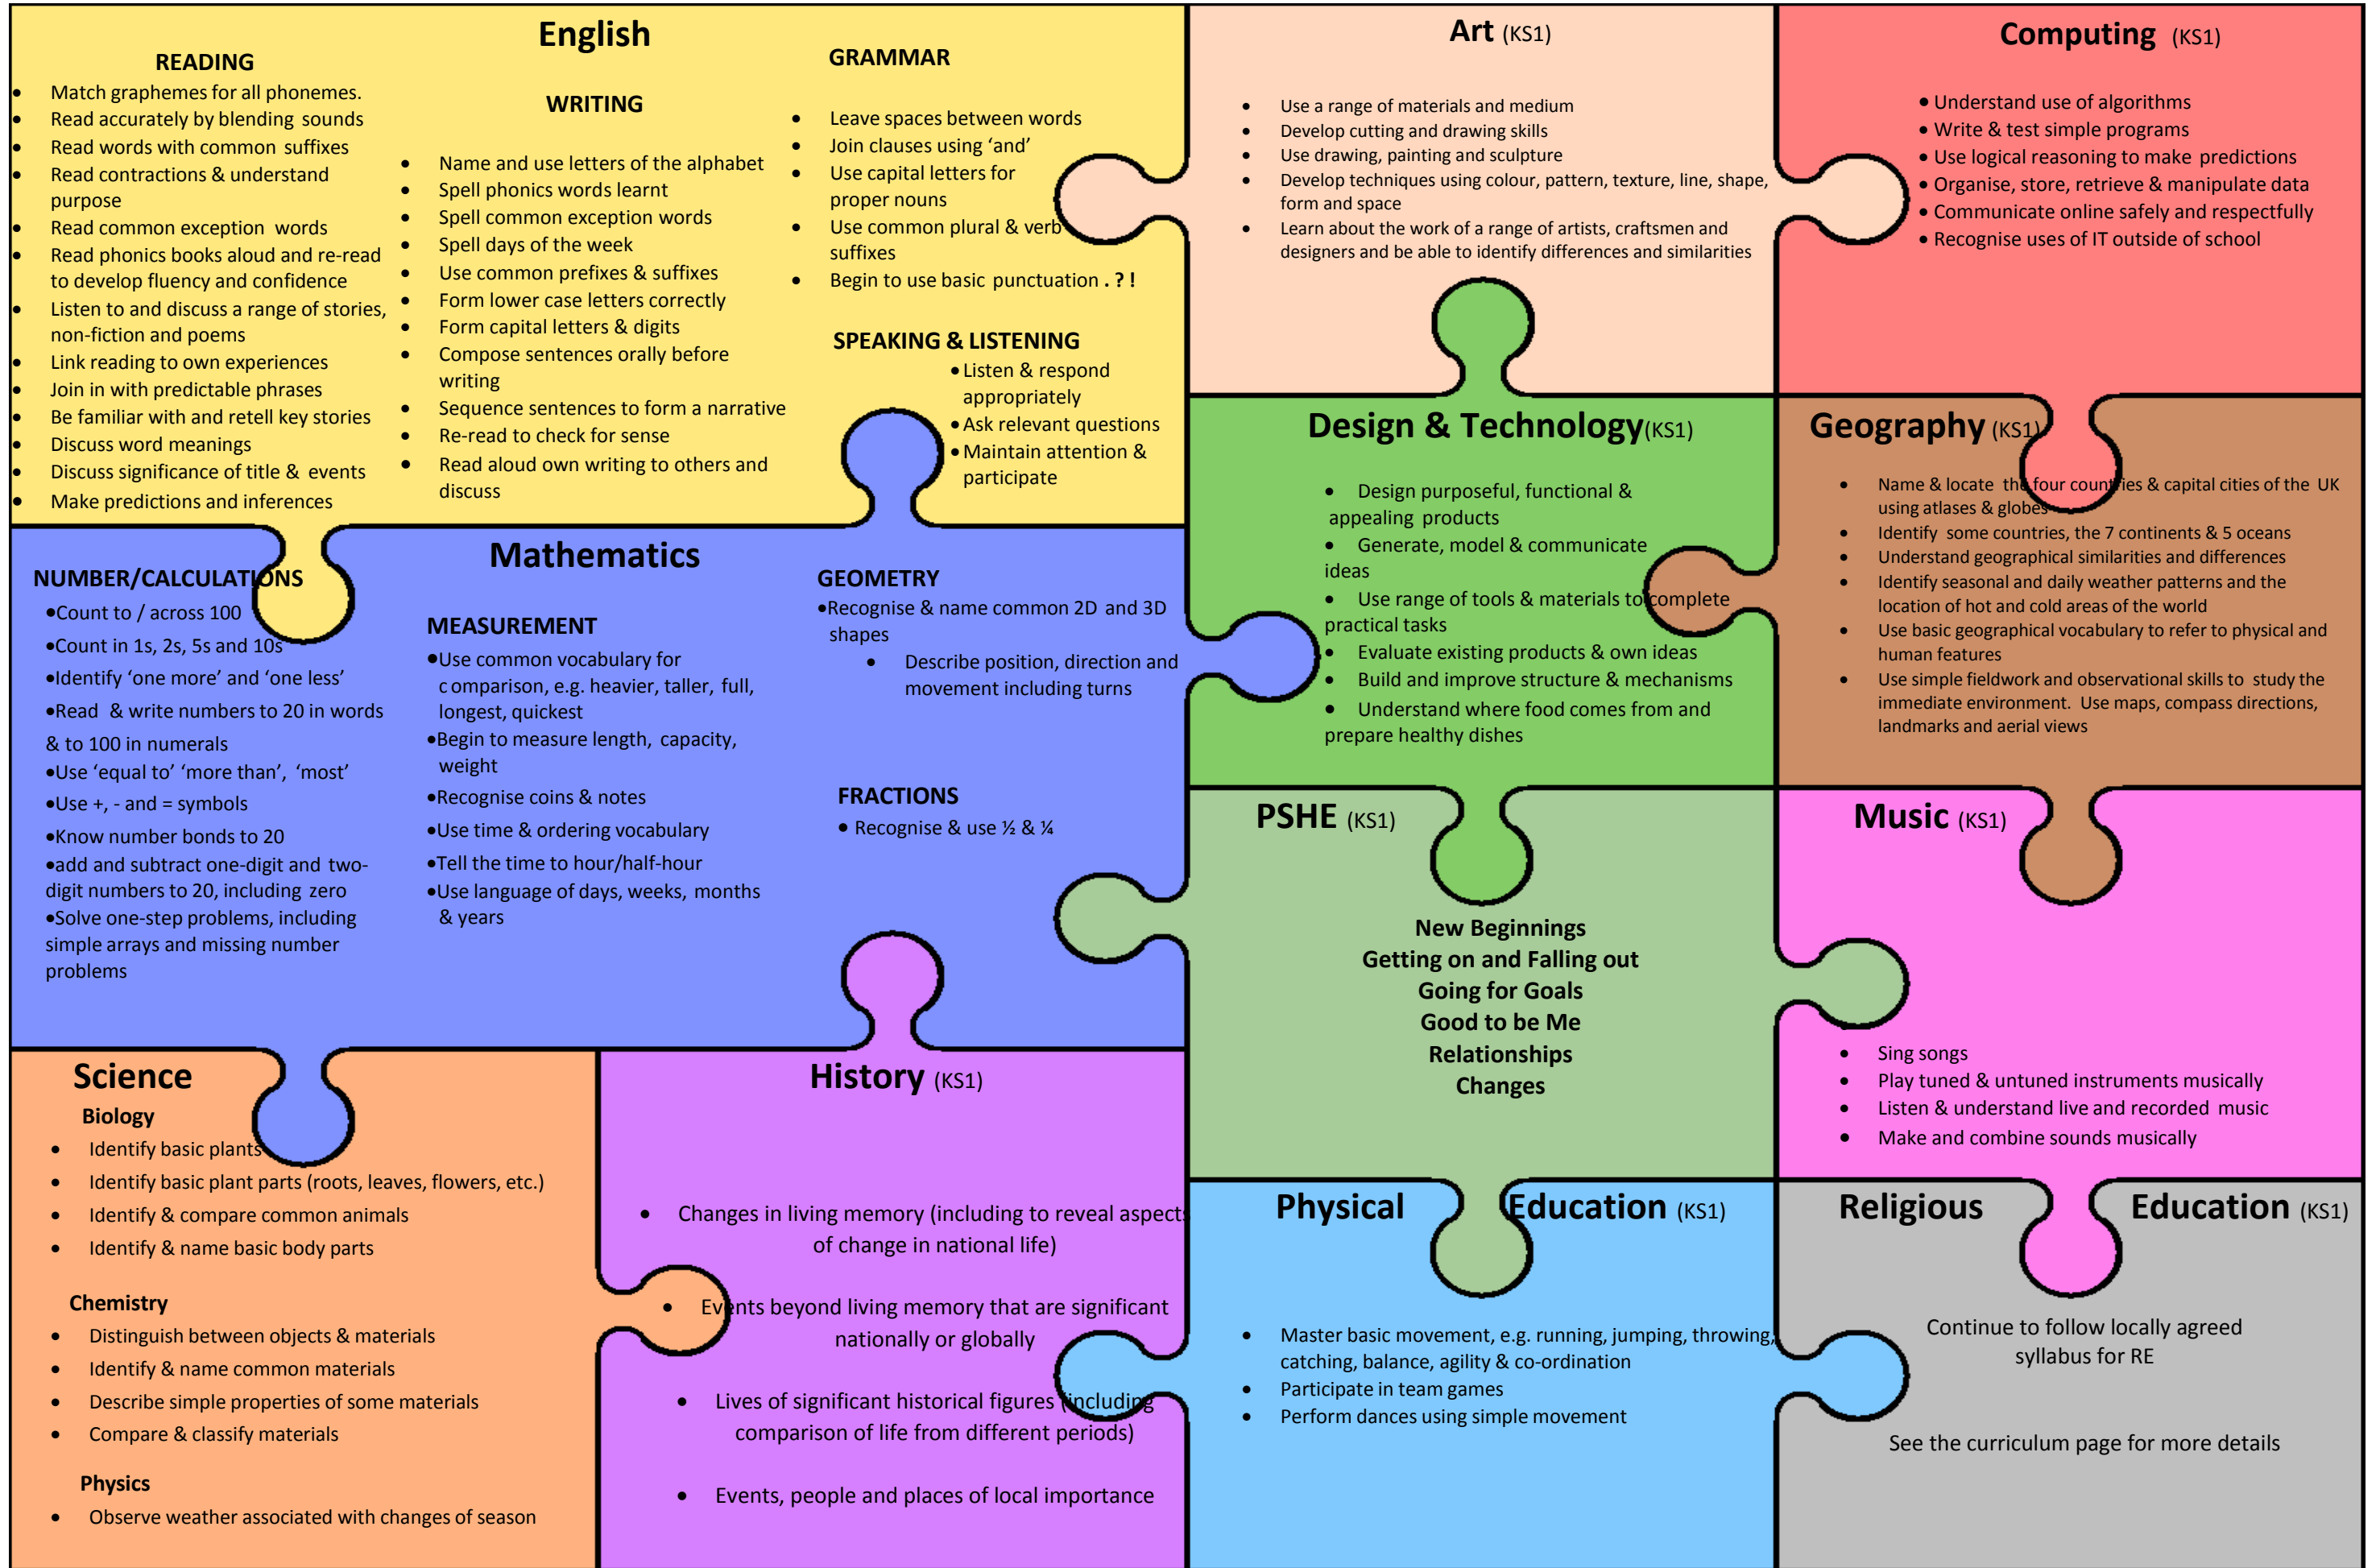 English
READING
• Match graphemes for all phonemes.
• Read accurately by blending sounds
• Read words with common suffixes
• Read contractions & understand
purpose
• Read common exception words
• Read phonics books aloud and re-read
to develop fluency and confidence
• Listen to and discuss a range of stories,
non-fiction and poems
• Link reading to own experiences
• Join in with predictable phrases
• Be familiar with and retell key stories
• Discuss word meanings
• Discuss significance of title & events
• Make predictions and inferences
WRITING
• Name and use letters of the alphabet
• Spell phonics words learnt
• Spell common exception words
• Spell days of the week
• Use common prefixes & suffixes
• Form lower case letters correctly
• Form capital letters & digits
• Compose sentences orally before
writing
• Sequence sentences to form a narrative
• Re-read to check for sense
• Read aloud own writing to others and
discuss
GRAMMAR
• Leave spaces between words
• Join clauses using ‘and’
• Use capital letters for
proper nouns
• Use common plural & verb
suffixes
• Begin to use basic punctuation . ? !
SPEAKING & LISTENING
• Listen & respond
appropriately
• Ask relevant questions
• Maintain attention &
participate
Art (KS1)
• Use a range of materials and medium
• Develop cutting and drawing skills
• Use drawing, painting and sculpture
• Develop techniques using colour, pattern, texture, line, shape,
form and space
• Learn about the work of a range of artists, craftsmen and
designers and be able to identify differences and similarities
Computing (KS1)
• Understand use of algorithms
• Write & test simple programs
• Use logical reasoning to make predictions
• Organise, store, retrieve & manipulate data
• Communicate online safely and respectfully
• Recognise uses of IT outside of school
Mathematics
NUMBER/CALCULATIONS
• Count to / across 100
• Count in 1s, 2s, 5s and 10s
• Identify ‘one more’ and ‘one less’
• Read & write numbers to 20 in words
& to 100 in numerals
• Use ‘equal to’ ‘more than’, ‘most’
• Use +, - and = symbols
• Know number bonds to 20
• add and subtract one-digit and two-
digit numbers to 20, including zero
• Solve one-step problems, including
simple arrays and missing number
problems
MEASUREMENT
• Use common vocabulary for
comparison, e.g. heavier, taller, full,
longest, quickest
• Begin to measure length, capacity,
weight
• Recognise coins & notes
• Use time & ordering vocabulary
• Tell the time to hour/half-hour
• Use language of days, weeks, months
& years
GEOMETRY
• Recognise & name common 2D and 3D
shapes
• Describe position, direction and
movement including turns
FRACTIONS
• Recognise & use ½ & ¼
Design & Technology(KS1)
• Design purposeful, functional &
appealing products
• Generate, model & communicate
ideas
• Use range of tools & materials to complete
practical tasks
• Evaluate existing products & own ideas
• Build and improve structure & mechanisms
• Understand where food comes from and
prepare healthy dishes
Geography (KS1)
• Name & locate the four countries & capital cities of the UK
using atlases & globes
• Identify some countries, the 7 continents & 5 oceans
• Understand geographical similarities and differences
• Identify seasonal and daily weather patterns and the
location of hot and cold areas of the world
• Use basic geographical vocabulary to refer to physical and
human features
• Use simple fieldwork and observational skills to study the
immediate environment. Use maps, compass directions,
landmarks and aerial views
PSHE (KS1)
New Beginnings
Getting on and Falling out
Going for Goals
Good to be Me
Relationships
Changes
Music (KS1)
• Sing songs
• Play tuned & untuned instruments musically
• Listen & understand live and recorded music
• Make and combine sounds musically
Science
Biology
• Identify basic plants
• Identify basic plant parts (roots, leaves, flowers, etc.)
• Identify & compare common animals
• Identify & name basic body parts
Chemistry
• Distinguish between objects & materials
• Identify & name common materials
• Describe simple properties of some materials
• Compare & classify materials
Physics
• Observe weather associated with changes of season
History (KS1)
• Changes in living memory (including to reveal aspects
of change in national life)
• Events beyond living memory that are significant
nationally or globally
• Lives of significant historical figures (including
comparison of life from different periods)
• Events, people and places of local importance
Physical Education (KS1)
• Master basic movement, e.g. running, jumping, throwing,
catching, balance, agility & co-ordination
• Participate in team games
• Perform dances using simple movement
Religious Education (KS1)
Continue to follow locally agreed
syllabus for RE
See the curriculum page for more details